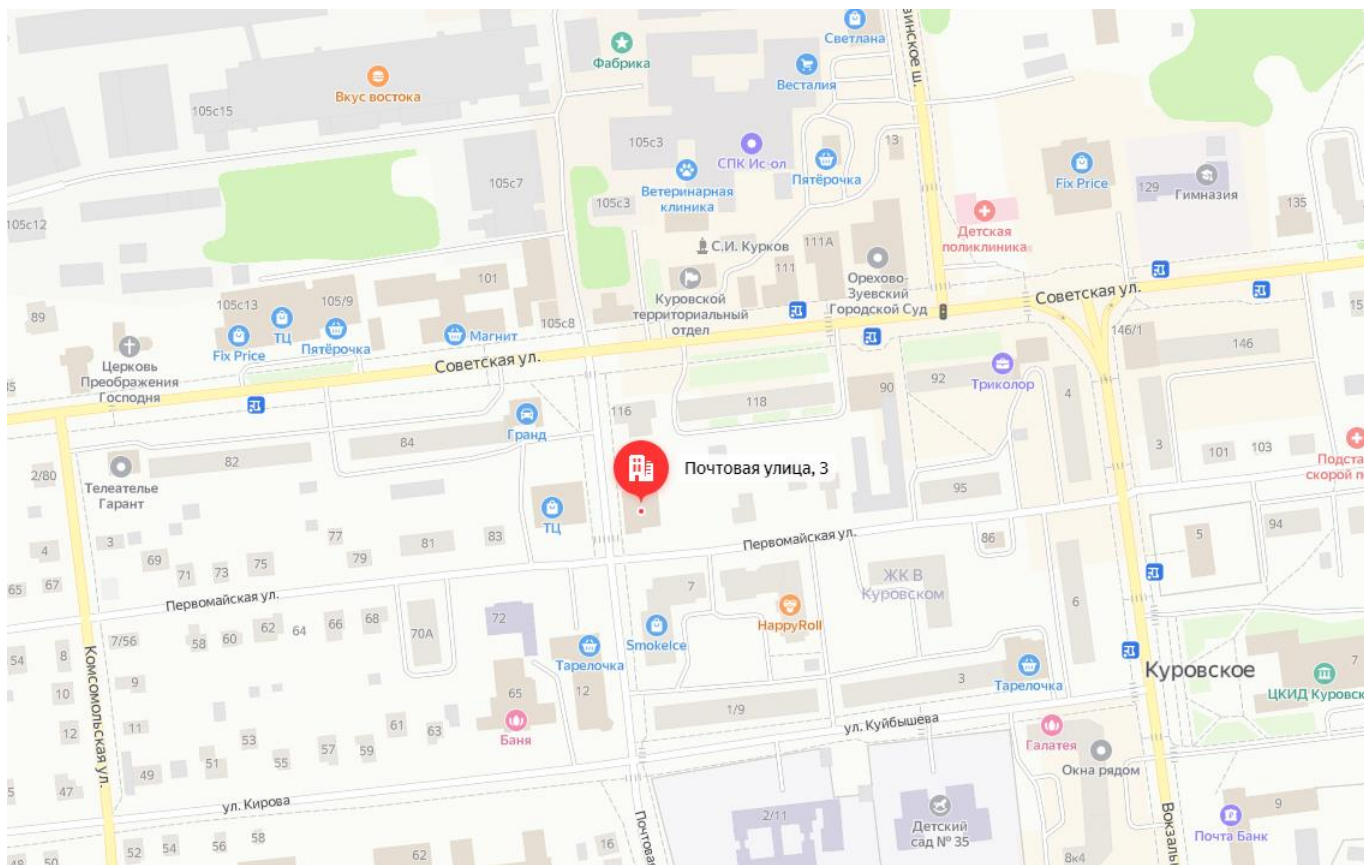 Светлана
Фабрика
Весталия
Вкус востока
105с15
винское ш.
105с3
СПК Ис-ол
Пятёрочка
13
Fix Price
129
Гимназия
105с7
Ветеринарная
клиника
105с3
135
105с12
Детская
поликлиника
С.И. Курков
111А
111
Орехово-
Зуевский
Городской Суд
Куровской
территориальный
отдел
101
105с13
105/9
105с8
Советская ул.
89
Fix Price
ТЦ
Пятёрочка
Магнит
Советская ул.
146/1
146
15
Церковь
Преображения
Господня
92
Триколор
90
4
118
116
Гранд
84
82
3
101
103
Подста
скорой п
2/80
Телеателье
Гарант
Почтовая улица, 3
95
ТЦ
Первомайская ул.
86
5
94
4
3
69
71
73
75
77
79
81
83
65
67
ЖК В
Куровском
Первомайская ул.
7
HappyRoll
6
7/56
58
60
62
64
66
68
70А
72
SmokeIce
Тарелочка
54
8
Комсомольская ул.
10
9
65
12
3
Тарелочка
Куровское
7
ЦКИД Куровск
12
11
53
61
63
Баня
1/9
ул. Куйбышева
Галатея
Окна рядом
49
51
55
57
59
5
47
ул. Кирова
Почтовая
2/11
Детский
сад № 35
Вокзаль
9
Почта Банк
48
50
52
54
56
58
62
16
8к4